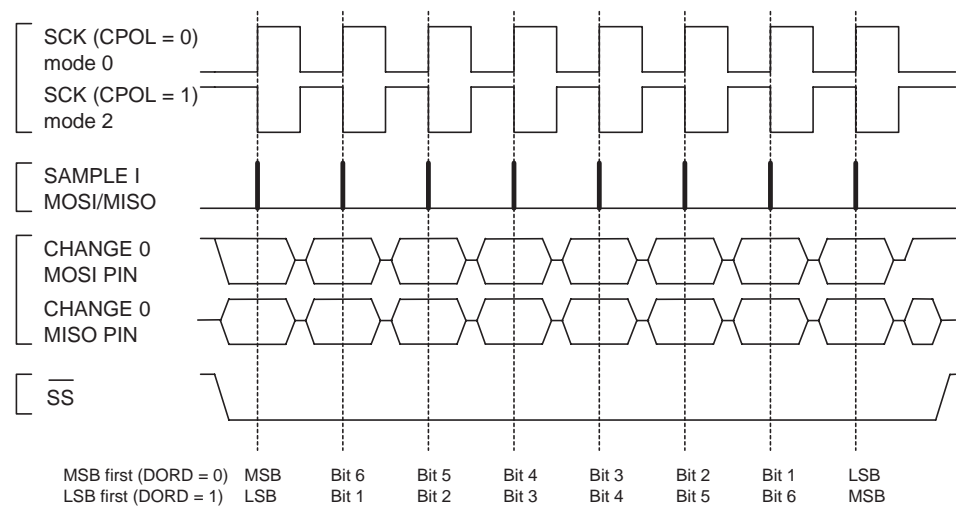 SCK (CPOL = 0)
mode 0
SCK (CPOL = 1)
mode 2
SAMPLE I
MOSI/MISO
CHANGE 0
MOSI PIN
CHANGE 0
MISO PIN
SS
MSB first (DORD = 0) MSB Bit 6 Bit 5 Bit 4 Bit 3 Bit 2 Bit 1 LSB
LSB first (DORD = 1) LSB Bit 1 Bit 2 Bit 3 Bit 4 Bit 5 Bit 6 MSB